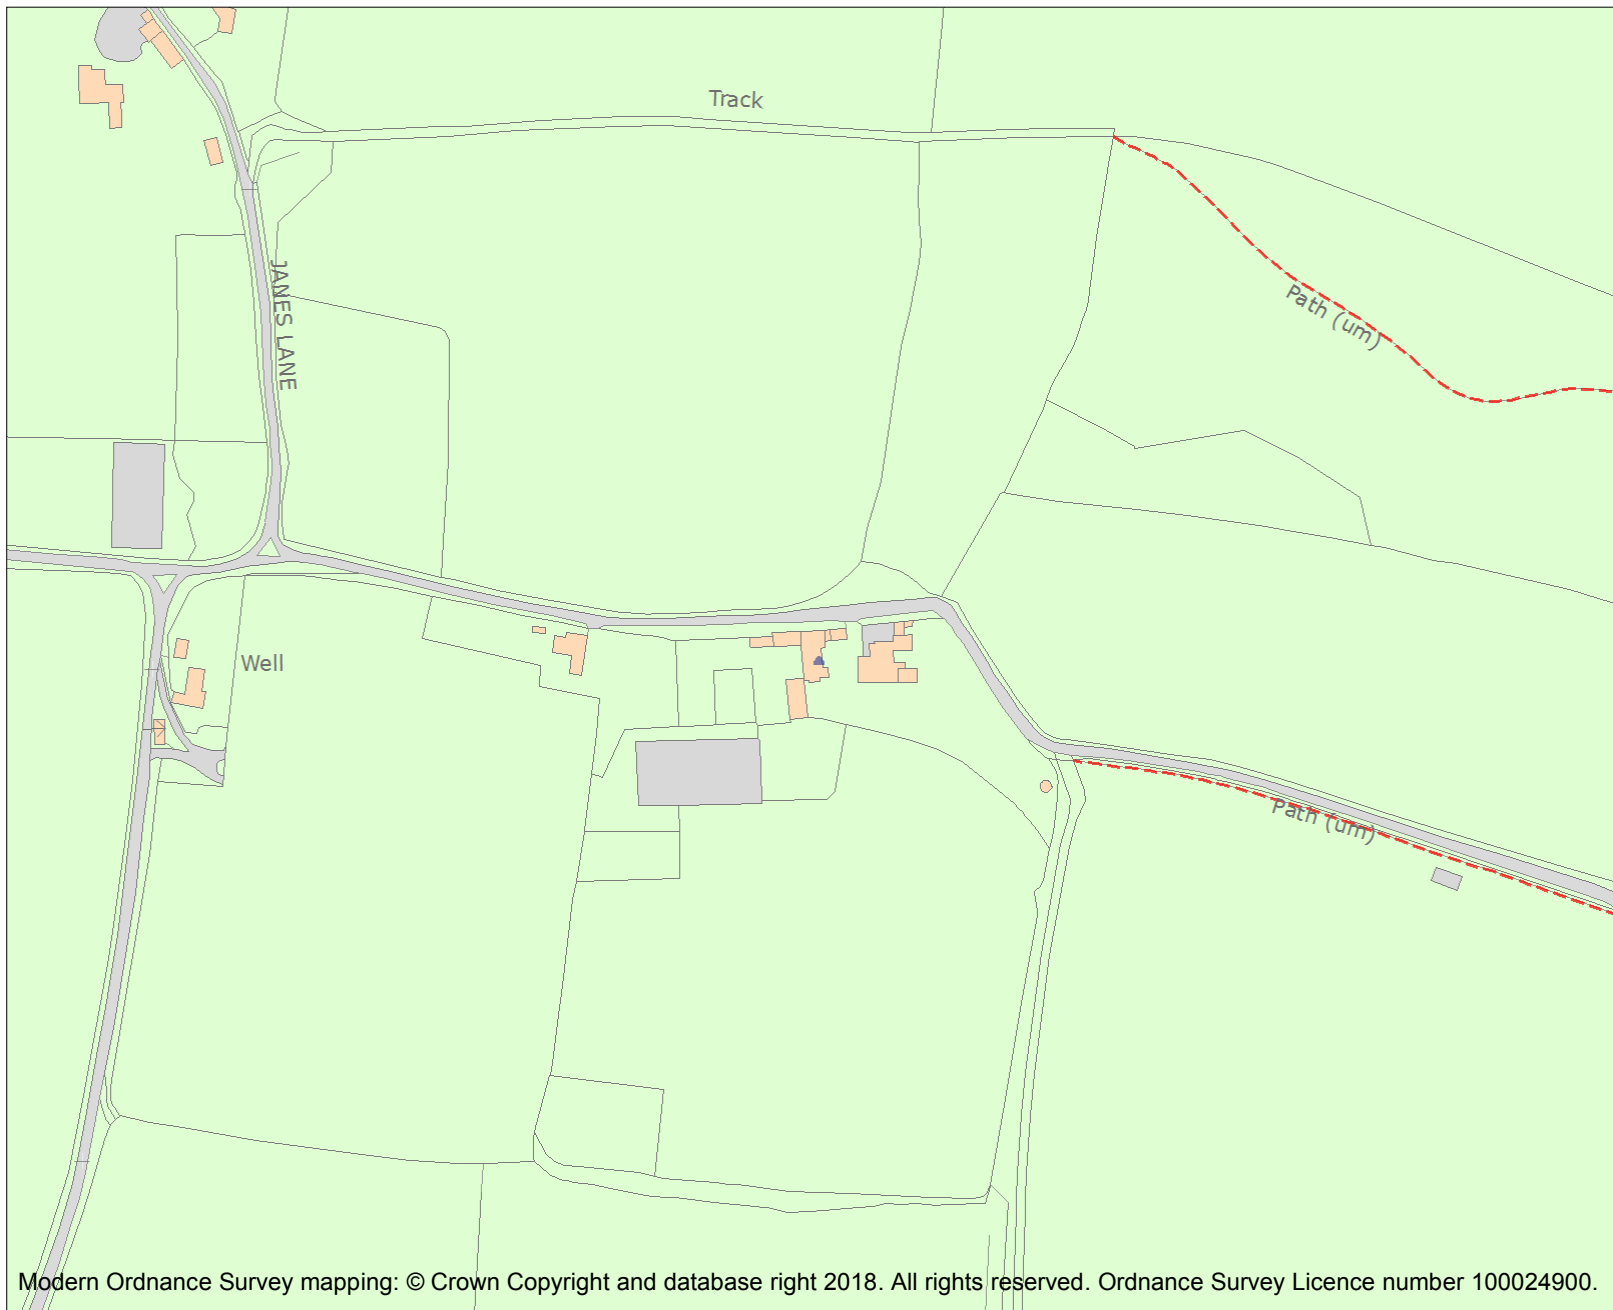 Track
Path (um)
JANES LANE
Well
Path (um)
Modern Ordnance Survey mapping: © Crown Copyright and database right 2018. All rights reserved. Ordnance Survey Licence number 100024900.